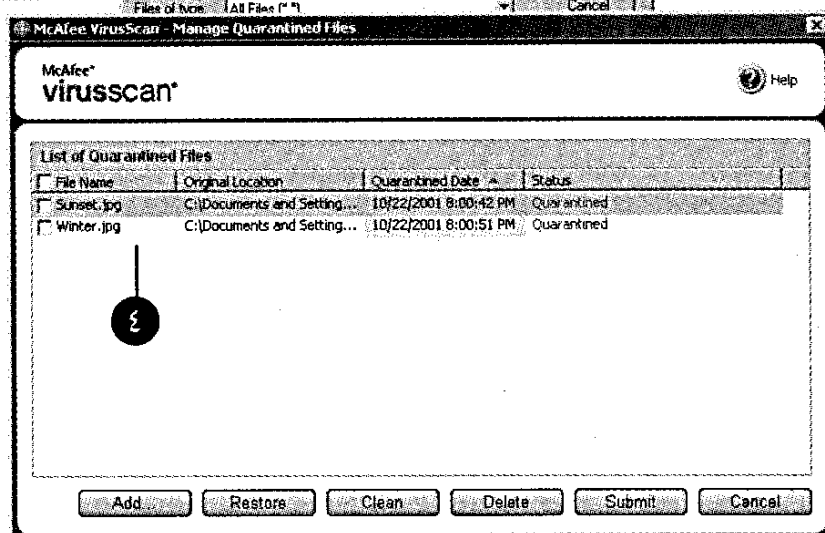 Files of type: All Files (*.*) Cancel
McAfee VirusScan - Manage Quarantined Files
McAfee®
virusscan® Help
List of Quarantined Files
File Name Original Location Quarantined Date Status
Sunset.jpg C:\Documents and Setting... 10/22/2001 8:00:42 PM Quarantined
Winter.jpg C:\Documents and Setting... 10/22/2001 8:00:51 PM Quarantined
٤
Add... Restore Clean Delete Submit Cancel